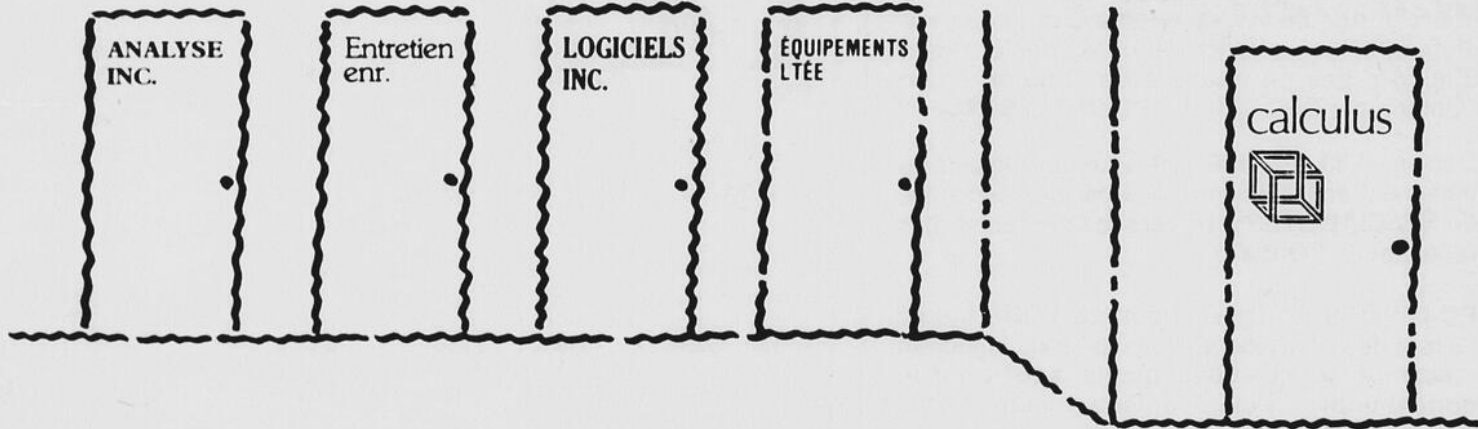 ANALYSE
INC.
Entretien
enr.
LOGICIELS
INC.
ÉQUIPEMENTS
LTÉE
calculus